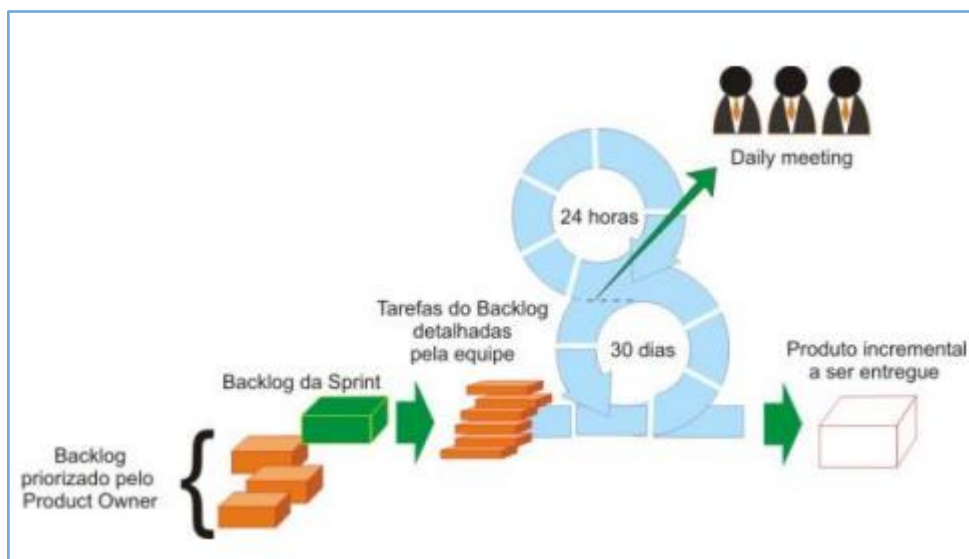 Daily meeting
24 horas
Tarefas do Backlog
detalhadas
pela equipe
30 dias
Produto incremental
a ser entregue
Backlog da Sprint
Backlog
priorizado pelo
Product Owner